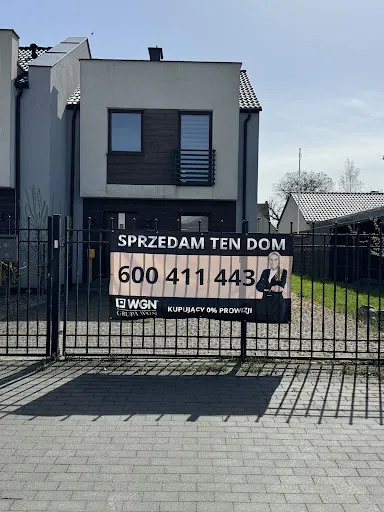 SPRZEDAM TEN DOM
600 411 443
WGN
GRUPA WGN
KUPUJĄCY 0% PROWIZJI